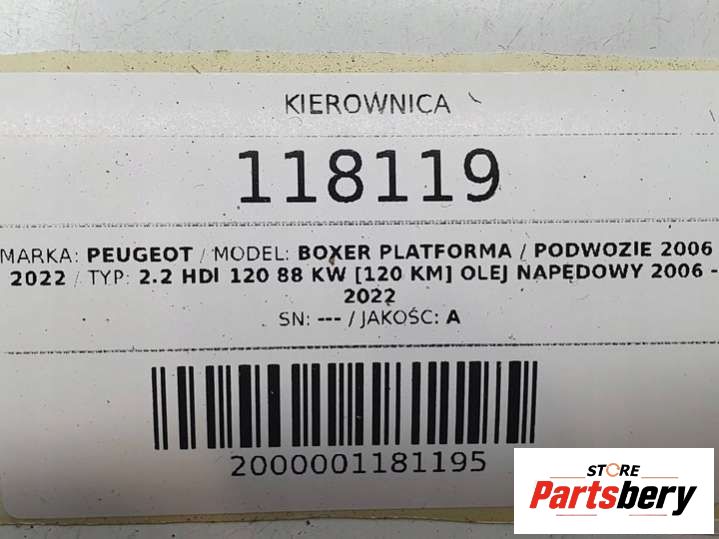 KIEROWNICA
118119
MARKA: PEUGEOT / MODEL: BOXER PLATFORMA / PODWOZIE 2006
2022 / TYP: 2.2 HDI 120 88 KW [120 KM] OLEJ NAPĘDOWY 2006 -
2022
SN: --- / JAKOŚĆ: A
2000001181195
STORE
Partsbery